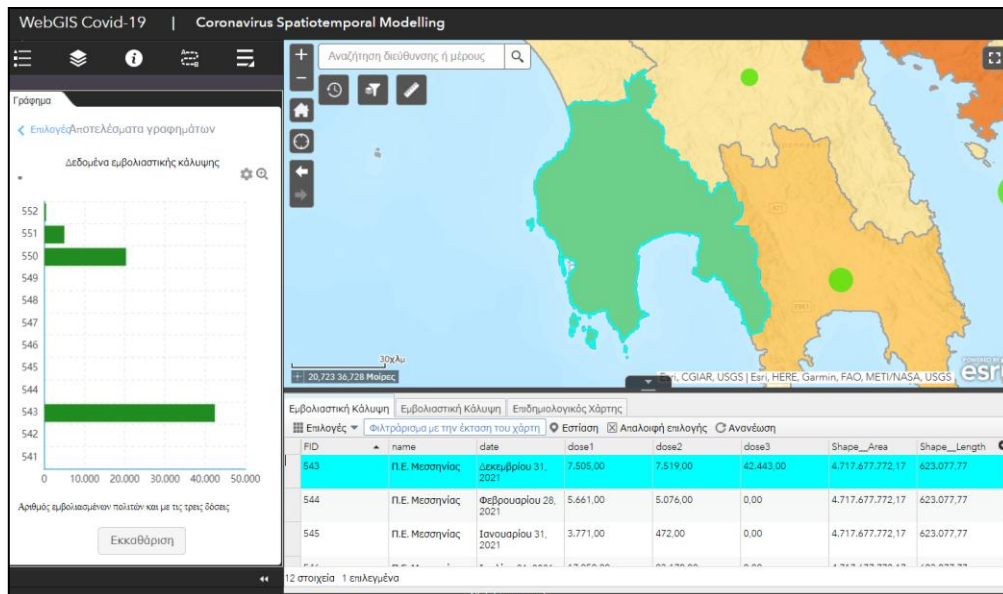 WebGIS Covid-19 | Coronavirus Spatiotemporal Modelling
Αναζήτηση διεύθυνσης ή μέρους
Γράφημα
Επιλογές Αποτελέσματα γραφημάτων
Δεδομένα εμβολιαστικής κάλυψης
552
551
550
549
548
547
546
545
544
543
542
541
0 10.000 20.000 30.000 40.000 50.000
Αριθμός εμβολιασμένων πολιτών και με τις τρεις δόσεις
Εκκαθάριση
30χλμ
20,723 36,728 Μοίρες
Esri, CGIAR, USGS | Esri, HERE, Garmin, FAO, METI/NASA, USGS
esri
Εμβολιαστική Κάλυψη Εμβολιαστική Κάλυψη Επιδημιολογικός Χάρτης
Επιλογές Φιλτράρισμα με την έκταση του χάρτη Εστίαση Απαλοιφή επιλογής Ανανέωση
FID name date dose1 dose2 dose3 Shape__Area Shape__Length
543 Π.Ε. Μεσσηνίας Δεκεμβρίου 31, 2021 7.505,00 7.519,00 42.443,00 4.717.677.772,17 623.077,77
544 Π.Ε. Μεσσηνίας Φεβρουαρίου 28, 2021 5.661,00 5.076,00 0,00 4.717.677.772,17 623.077,77
545 Π.Ε. Μεσσηνίας Ιανουαρίου 31, 2021 3.771,00 472,00 0,00 4.717.677.772,17 623.077,77
12 στοιχεία 1 επιλεγμένα